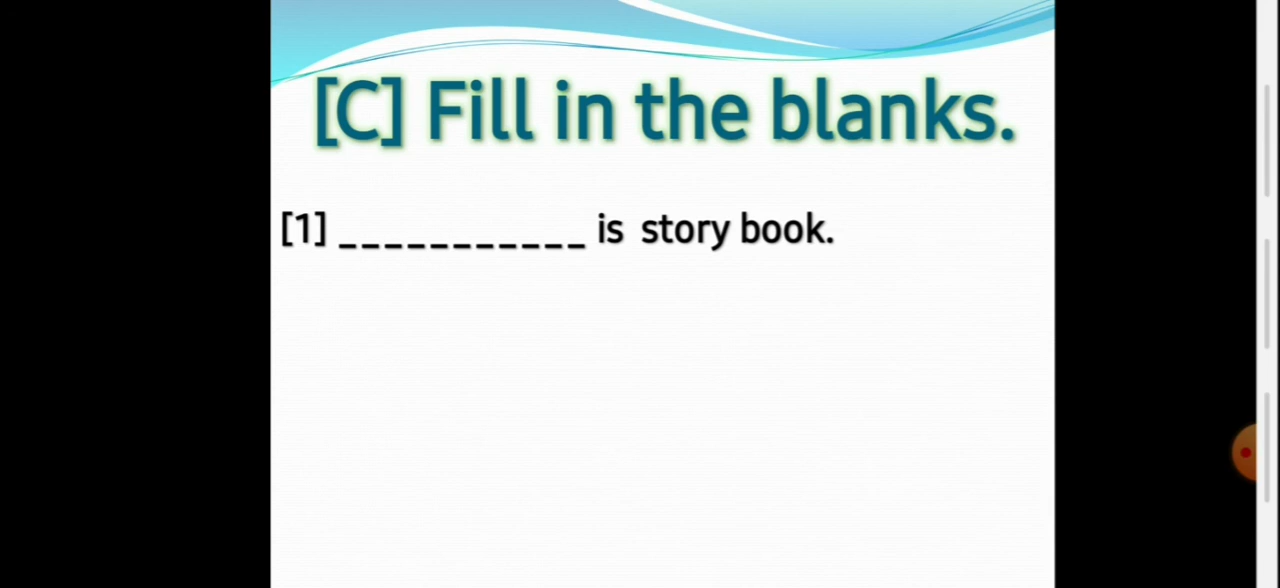 [C] Fill in the blanks.
[1] ___________ is story book.